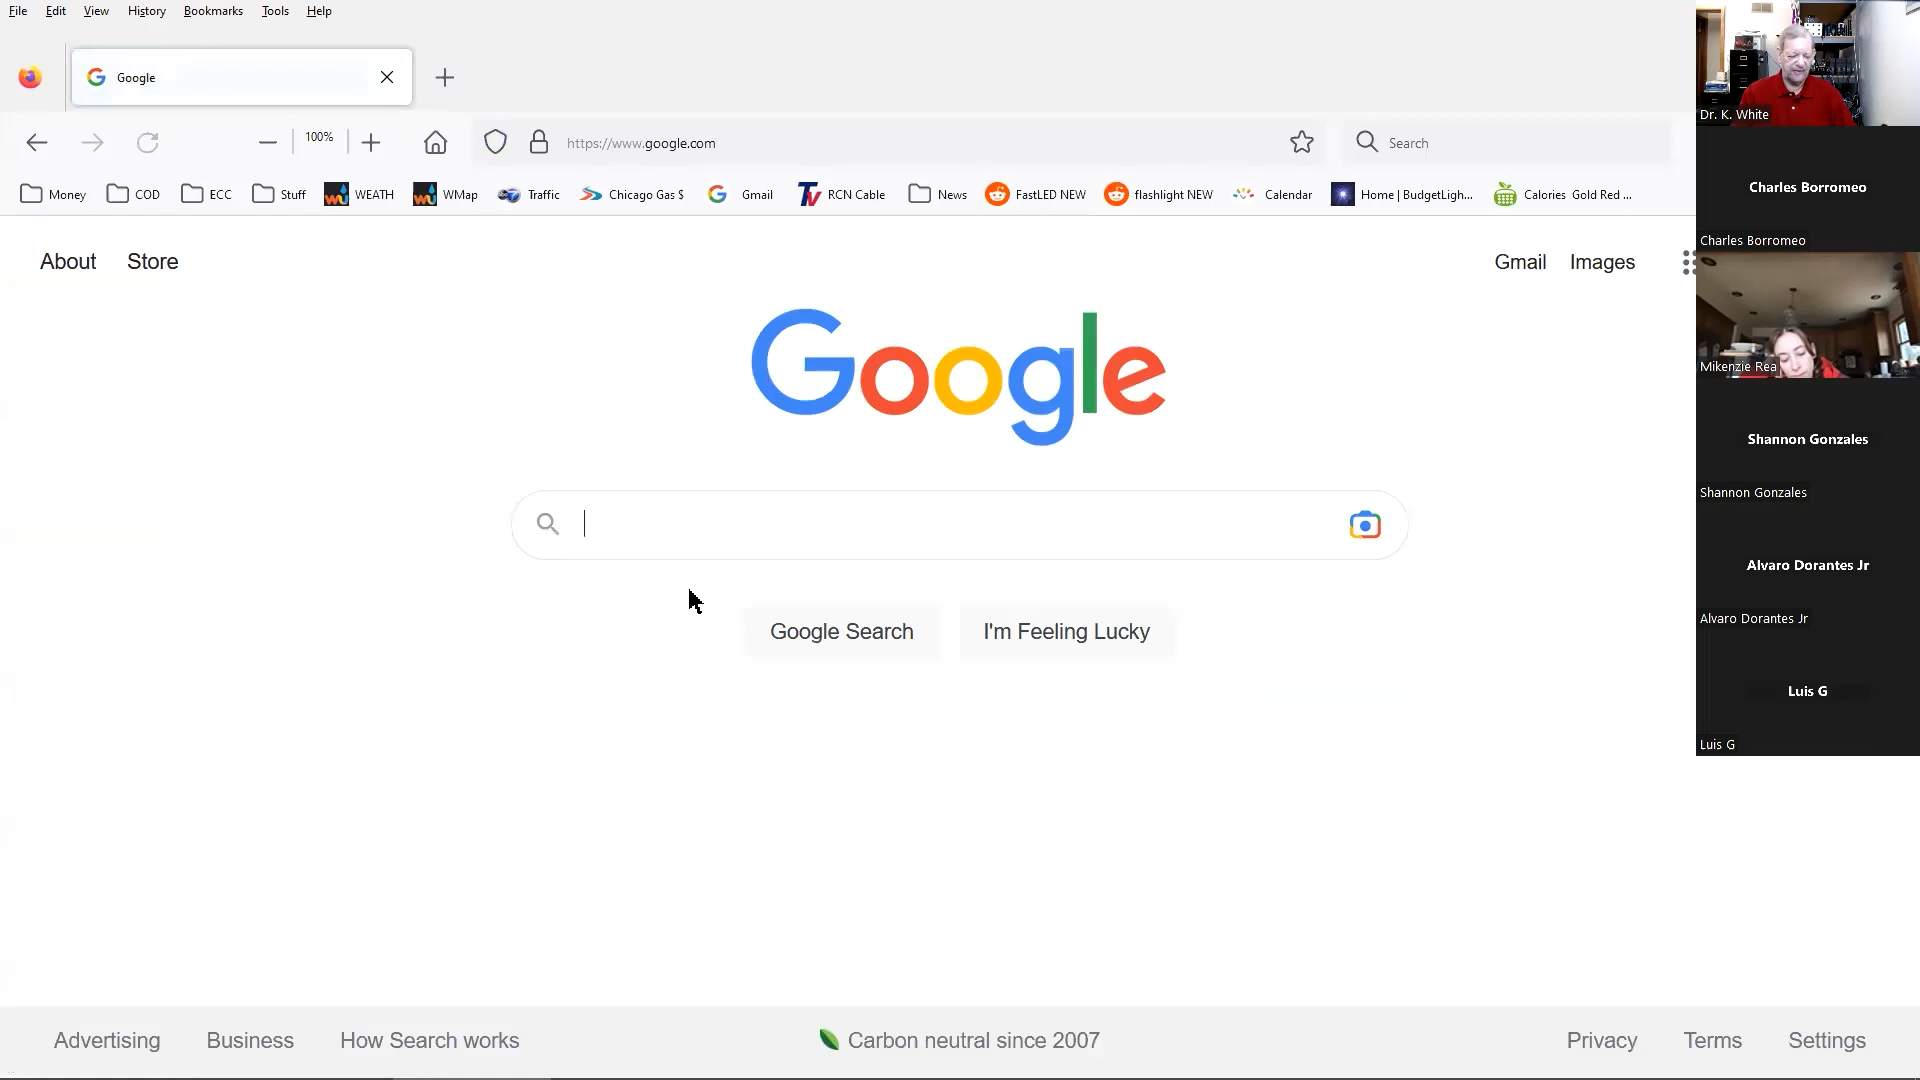 File Edit View History Bookmarks Tools Help
Google
100%
https://www.google.com
Search
Money COD ECC Stuff WEATH WMap Traffic Chicago Gas $ Gmail RCN Cable News FastLED NEW flashlight NEW Calendar Home | BudgetLigh... Calories Gold Red ...
About Store
Gmail Images
Google
Google Search I'm Feeling Lucky
Advertising Business How Search works
Carbon neutral since 2007
Privacy Terms Settings
Dr. K. White
Charles Borromeo
Charles Borromeo
Mikenzie Rea
Shannon Gonzales
Shannon Gonzales
Alvaro Dorantes Jr
Alvaro Dorantes Jr
Luis G
Luis G